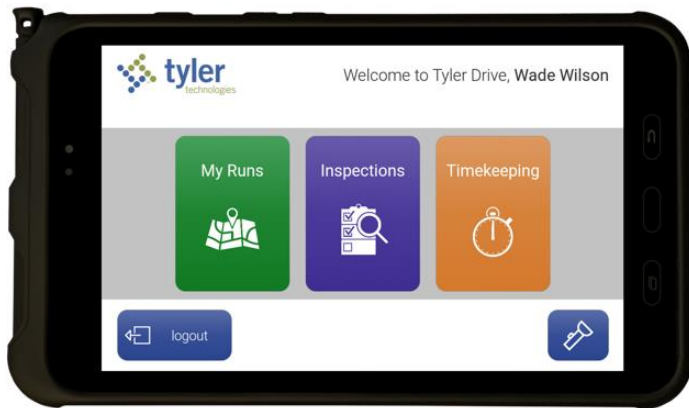 tyler
technologies
Welcome to Tyler Drive, Wade Wilson
My Runs
Inspections
Timekeeping
logout